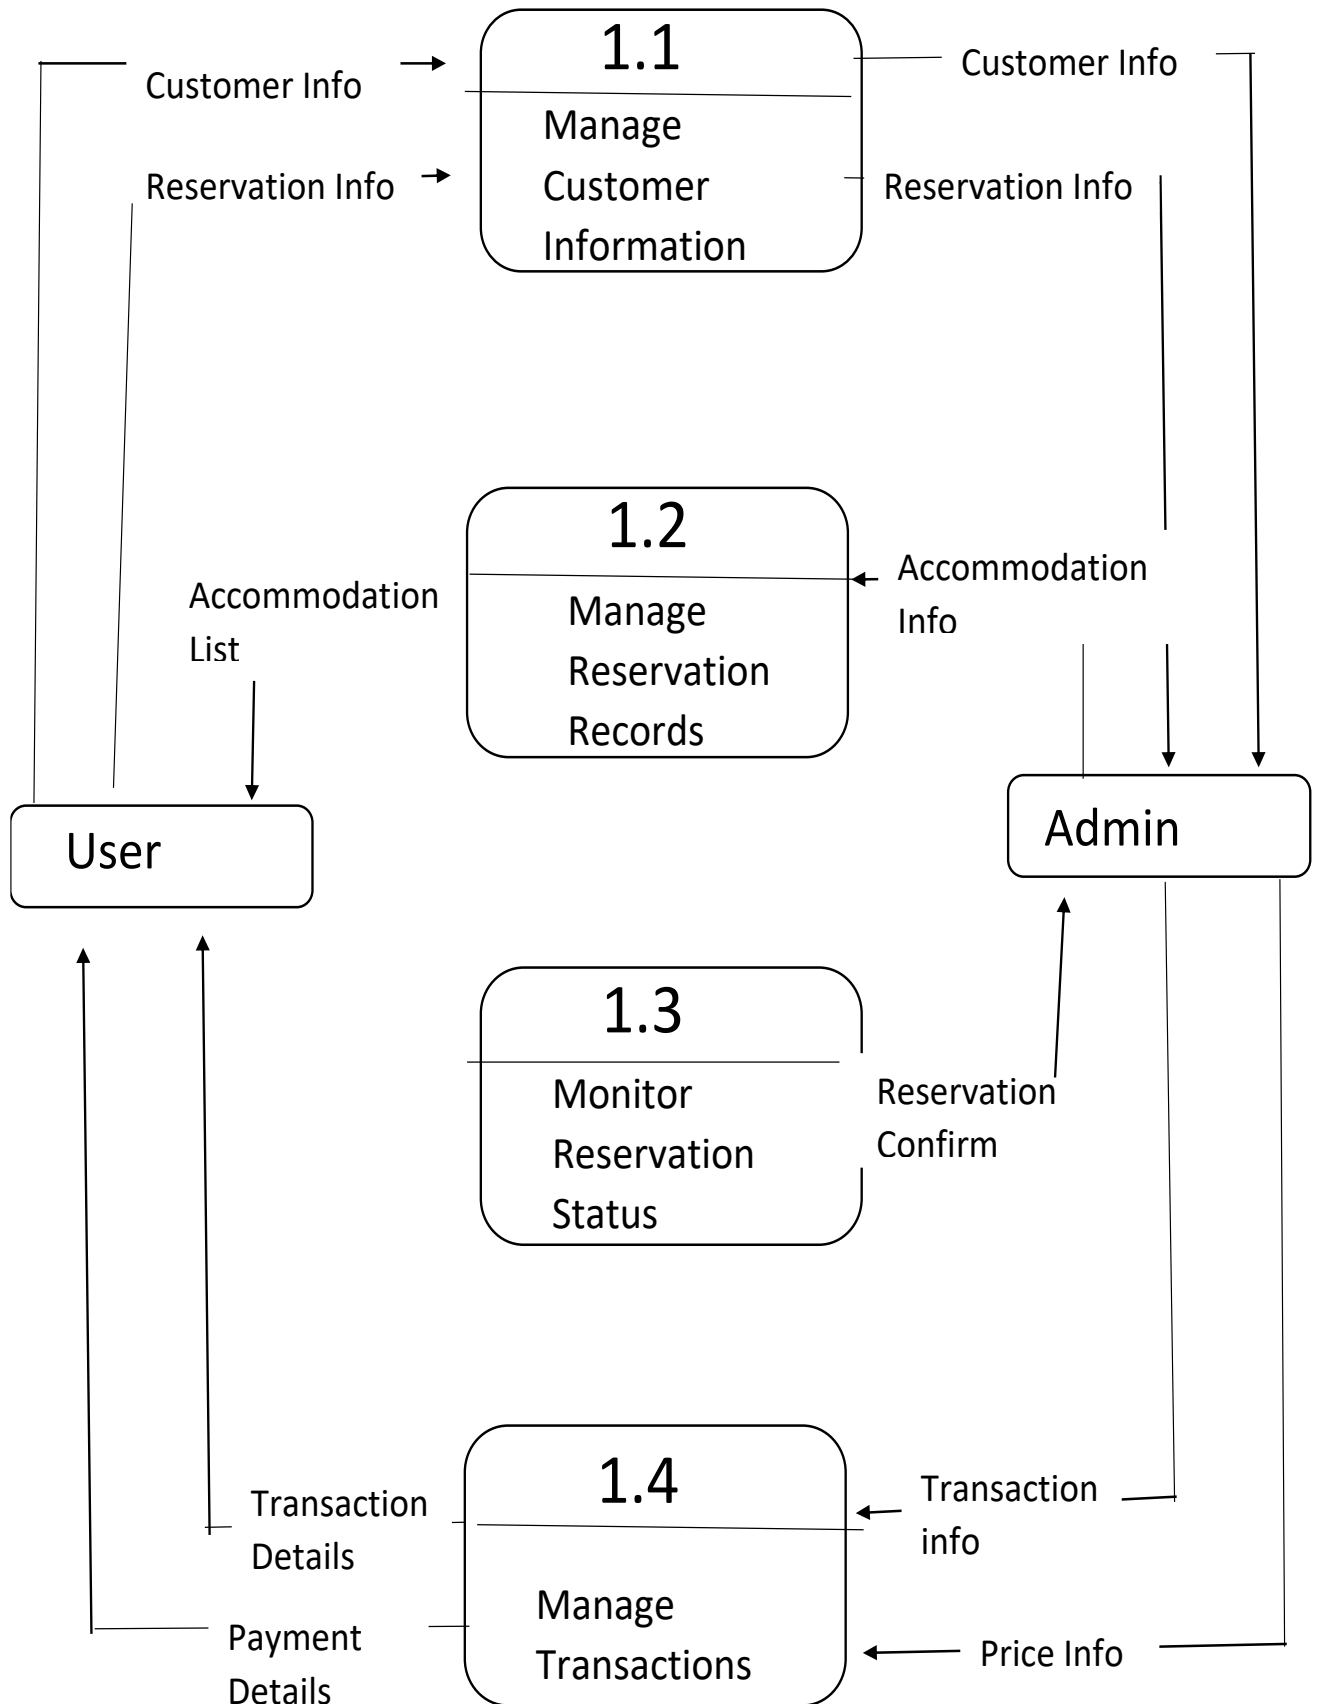 1.1
Customer Info
Customer Info
Manage
Customer
Information
Reservation Info
Reservation Info
1.2
Accommodation
Info
Accommodation
List
Manage
Reservation
Records
User
Admin
1.3
Monitor
Reservation
Status
Reservation
Confirm
1.4
Transaction
Details
Transaction
info
Manage
Transactions
Payment
Details
Price Info